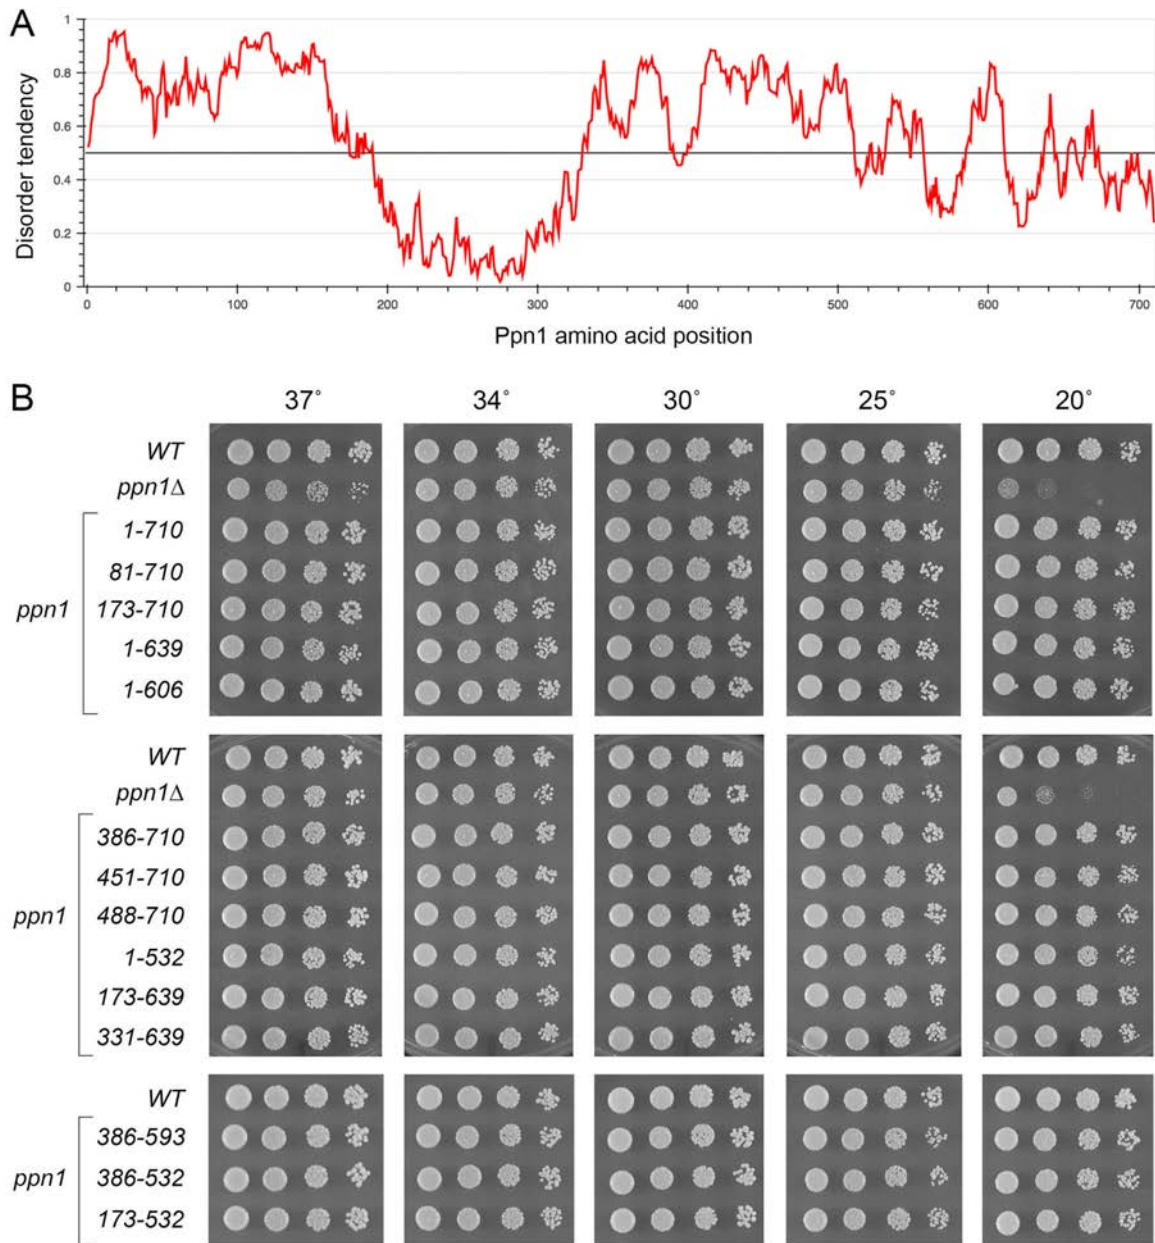 A
Disorder tendency
1
0.8
0.6
0.4
0.2
0
0 100 200 300 400 500 600 700
Ppn1 amino acid position
B
37° 34° 30° 25° 20°
WT
ppn1Δ
1-710
81-710
ppn1
173-710
1-639
1-606
WT
ppn1Δ
386-710
451-710
ppn1
488-710
1-532
173-639
331-639
WT
386-593
ppn1
386-532
173-532